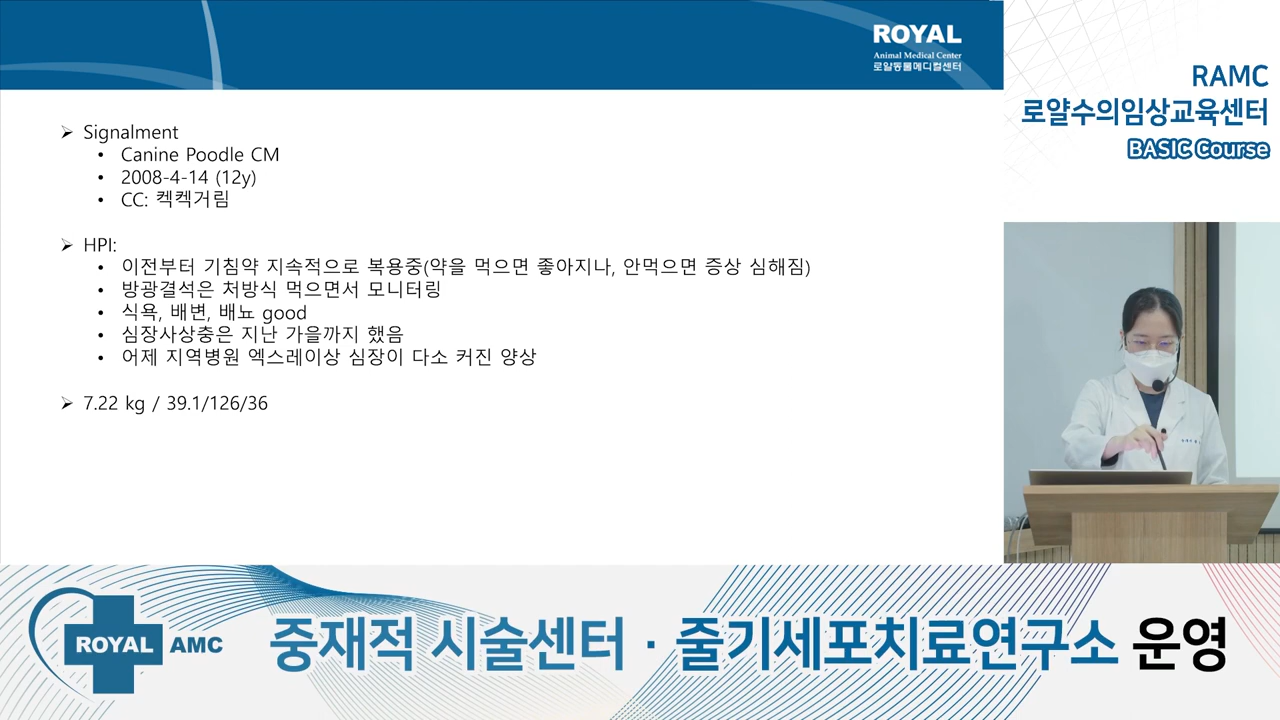 ROYAL
Animal Medical Center
로얄동물메디컬센터
RAMC
로얄수의임상교육센터
BASIC Course
➢ Signalment
• Canine Poodle CM
• 2008-4-14 (12y)
• CC: 켁켁거림
➢ HPI:
• 이전부터 기침약 지속적으로 복용중(약을 먹으면 좋아지나, 안먹으면 증상 심해짐)
• 방광결석은 처방식 먹으면서 모니터링
• 식욕, 배변, 배뇨 good
• 심장사상충은 지난 가을까지 했음
• 어제 지역병원 엑스레이상 심장이 다소 커진 양상
➢ 7.22 kg / 39.1/126/36
ROYAL AMC
중재적 시술센터 · 줄기세포치료연구소 운영